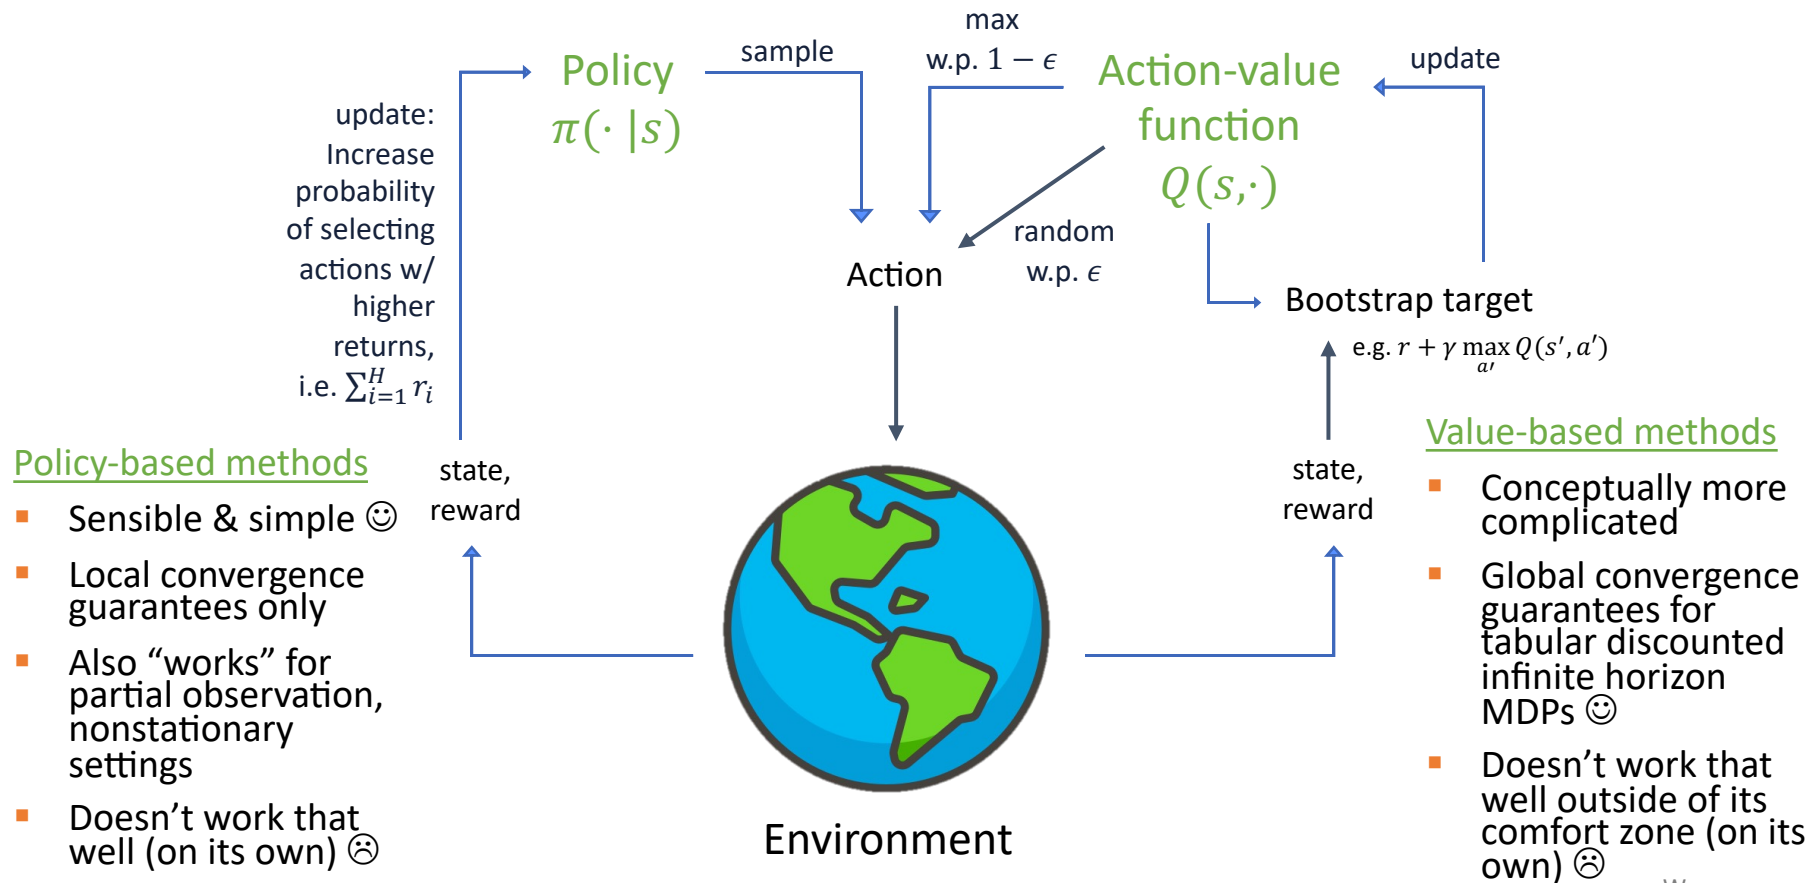 max
w.p. 1 − ϵ
sample
update
Policy
π(· |s)
Action-value
function
Q(s,·)
update:
Increase
probability
of selecting
actions w/
higher
returns,
i.e. ∑_{i=1}^{H} r_i
random
w.p. ϵ
Action
Bootstrap target
e.g. r + γ max_{a'} Q(s′, a′)
Policy-based methods
▪ Sensible & simple ☺
▪ Local convergence
guarantees only
▪ Also “works” for
partial observation,
nonstationary
settings
▪ Doesn’t work that
well (on its own) ☹
state,
reward
Environment
state,
reward
Value-based methods
▪ Conceptually more
complicated
▪ Global convergence
guarantees for
tabular discounted
infinite horizon
MDPs ☺
▪ Doesn’t work that
well outside of its
comfort zone (on its
own) ☹